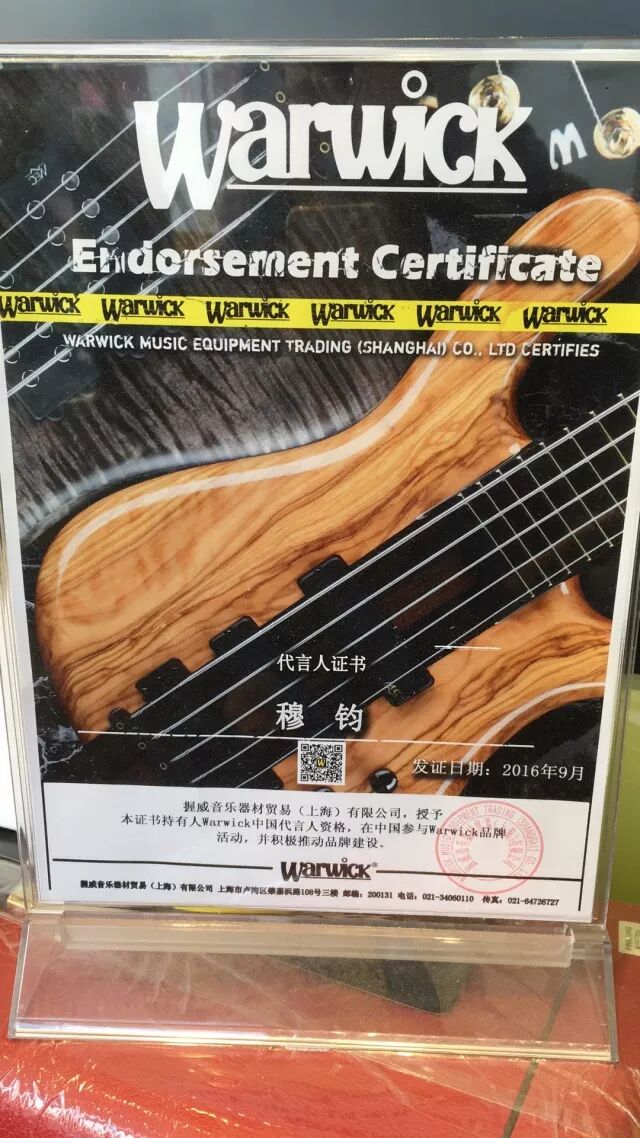 Warwick
Endorsement Certificate
Warwick Warwick Warwick Warwick Warwick Warwick
WARWICK MUSIC EQUIPMENT TRADING (SHANGHAI) CO., LTD CERTIFIES
代言人证书
穆 钧
发证日期：2016年9月
握威音乐器材贸易（上海）有限公司，授予
本证书持有人Warwick中国代言人资格，在中国参与Warwick品牌
活动，并积极推动品牌建设。
Warwick®
握威音乐器材贸易（上海）有限公司 上海市卢湾区肇嘉浜路108号三楼 邮编：200131 电话：021-34060110 传真：021-64726727